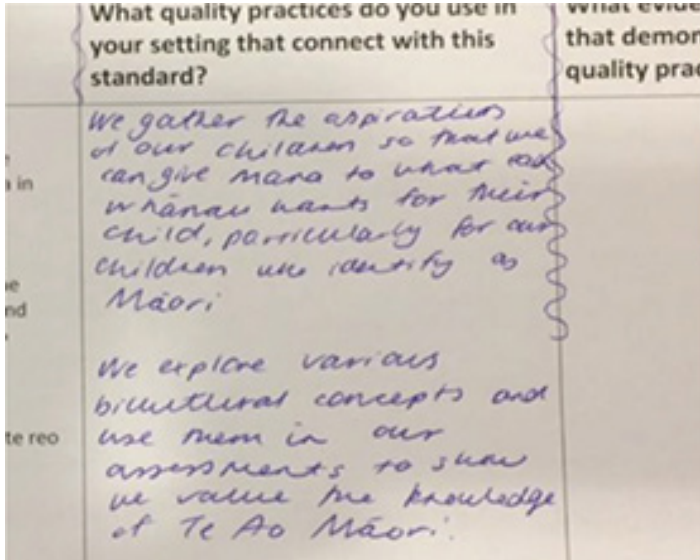 What quality practices do you use in
your setting that connect with this
standard?
What evide
that demor
quality prac
in
nd
te reo
We gather the aspirations
of our children so that we
can give mana to what
whānau wants for their
child, particularly for our
children who identify as
Māori
We explore various
bicultural concepts and
use them in our
assessments to show
we value the knowledge
of Te Ao Māori.